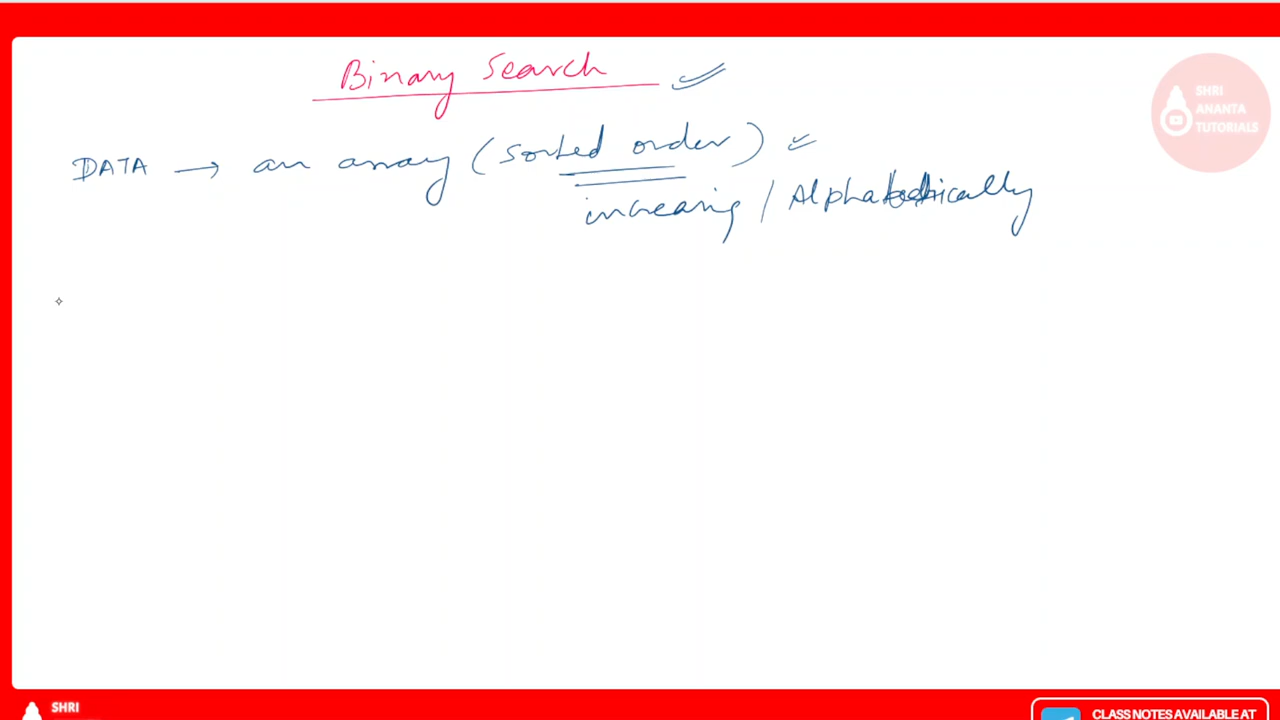 Binary Search
DATA → an array (sorted order)
increasing / Alphabetically
SHRI
ANANTA
TUTORIALS
SHRI
CLASS NOTES AVAILABLE AT